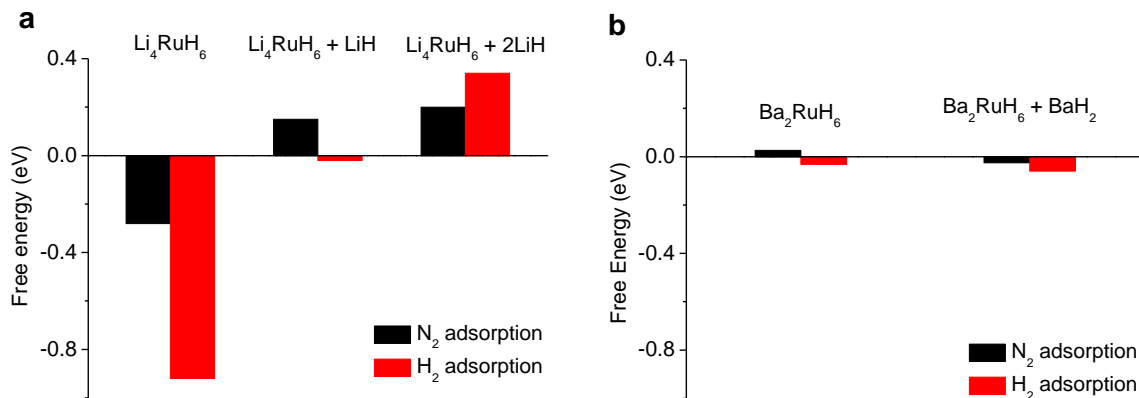 a
Li₄RuH₆ Li₄RuH₆ + LiH Li₄RuH₆ + 2LiH
0.4
0.0
-0.4
-0.8
Free energy (eV)
N₂ adsorption
H₂ adsorption
b
Ba₂RuH₆ Ba₂RuH₆ + BaH₂
0.4
0.0
-0.4
-0.8
Free Energy (eV)
N₂ adsorption
H₂ adsorption